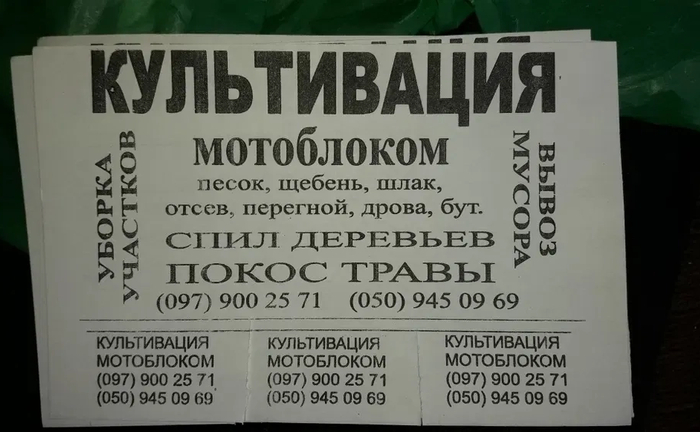 КУЛЬТИВАЦИЯ
МОТОБЛОКОМ
УБОРКА
УЧАСТКОВ
песок, щебень, шлак,
отсев, перегной, дрова, бут.
СПИЛ ДЕРЕВЬЕВ
ПОКОС ТРАВЫ
ВЫВОЗ
МУСОРА
(097) 900 25 71 (050) 945 09 69
КУЛЬТИВАЦИЯ
МОТОБЛОКОМ
(097) 900 25 71
(050) 945 09 69
КУЛЬТИВАЦИЯ
МОТОБЛОКОМ
(097) 900 25 71
(050) 945 09 69
КУЛЬТИВАЦИЯ
МОТОБЛОКОМ
(097) 900 25 71
(050) 945 09 69